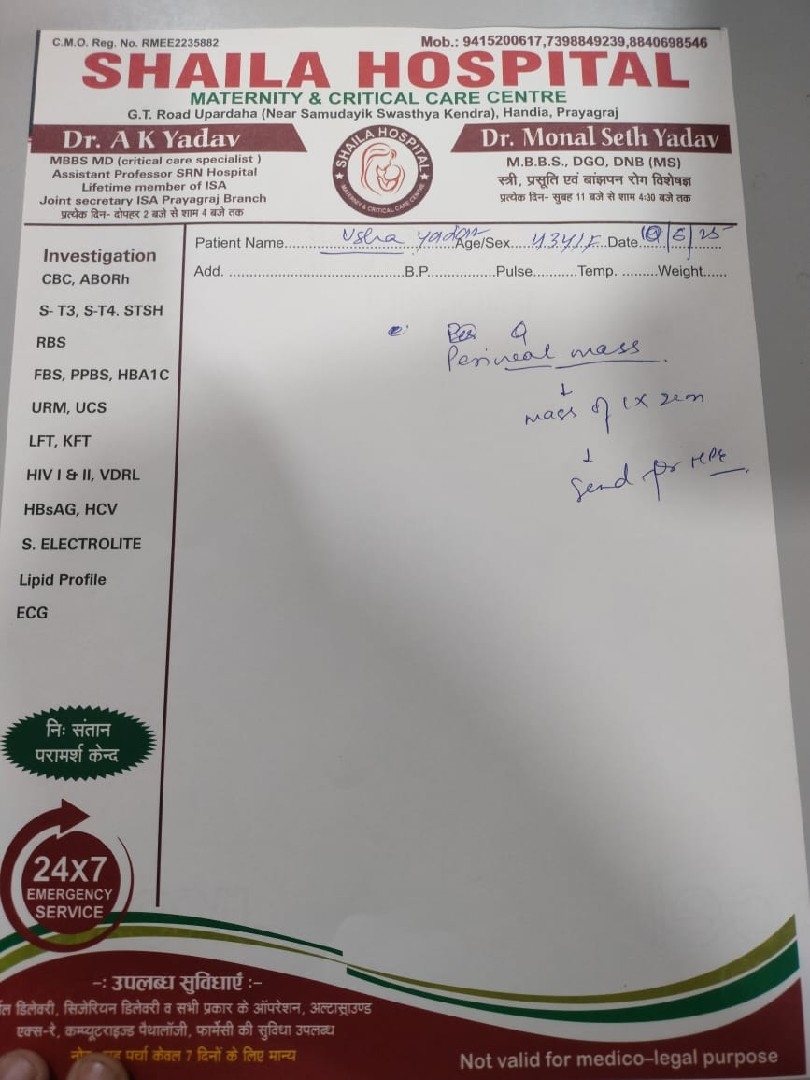 C.M.O. Reg. No. RMEE2235882
Mob.: 9415200617,7398849239,8840698546
SHAILA HOSPITAL
MATERNITY & CRITICAL CARE CENTRE
G.T. Road Upardaha (Near Samudayik Swasthya Kendra), Handia, Prayagraj
Dr. A K Yadav
MBBS MD (critical care specialist )
Assistant Professor SRN Hospital
Lifetime member of ISA
Joint secretary ISA Prayagraj Branch
प्रत्येक दिन- दोपहर 2 बजे से शाम 4 बजे तक
SHAILA HOSPITAL
MATERNITY & CRITICAL CARE CENTRE
Dr. Monal Seth Yadav
M.B.B.S., DGO, DNB (MS)
स्त्री, प्रसूति एवं बांझपन रोग विशेषज्ञ
प्रत्येक दिन- सुबह 11 बजे से शाम 4:30 बजे तक
Patient Name.......Usha Yadav Age/Sex....43Y/F..Date......./6/25
Add. ................................B.P...............Pulse...........Temp. .........Weight......
Investigation
CBC, ABORh
S- T3, S-T4. STSH
RBS
FBS, PPBS, HBA1C
URM, UCS
LFT, KFT
HIV I & II, VDRL
HBsAG, HCV
S. ELECTROLITE
Lipid Profile
ECG
Perineal mass.
↓
mass of 1X2cm
↓
Send for HPE
निः संतान
परामर्श केन्द
24X7
EMERGENCY
SERVICE
-: उपलब्ध सुविधाएं :-
डिलेवरी, सिजेरियन डिलेवरी व सभी प्रकार के ऑपरेशन, अल्ट्रासाउण्ड
एक्स-रे, कम्प्यूटराइज्ड पैथालॉजी, फार्मेसी की सुविधा उपलब्ध
पर्चा केवल 7 दिनों के लिए मान्य
Not valid for medico–legal purpose